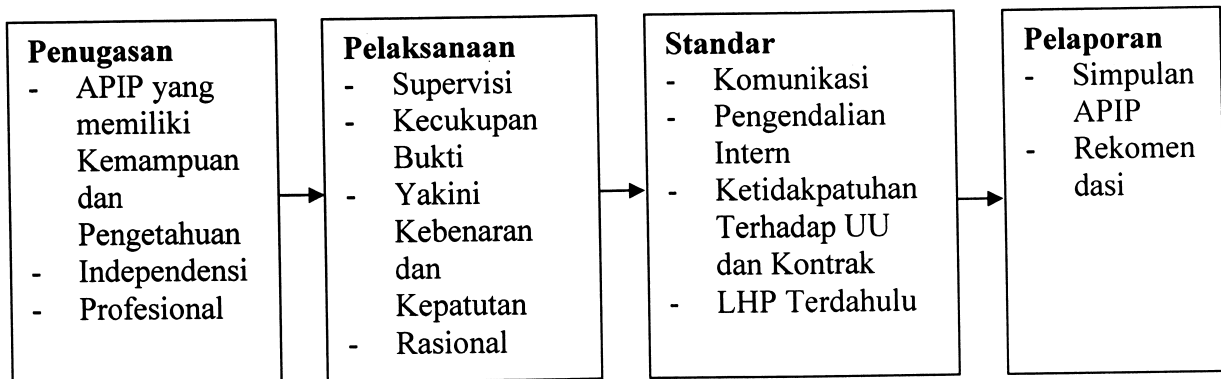 Penugasan
- APIP yang
memiliki
Kemampuan
dan
Pengetahuan
- Independensi
- Profesional
Pelaksanaan
- Supervisi
- Kecukupan
Bukti
- Yakini
Kebenaran
dan
Kepatutan
- Rasional
Standar
- Komunikasi
- Pengendalian
Intern
- Ketidakpatuhan
Terhadap UU
dan Kontrak
- LHP Terdahulu
Pelaporan
- Simpulan
APIP
- Rekomen
dasi